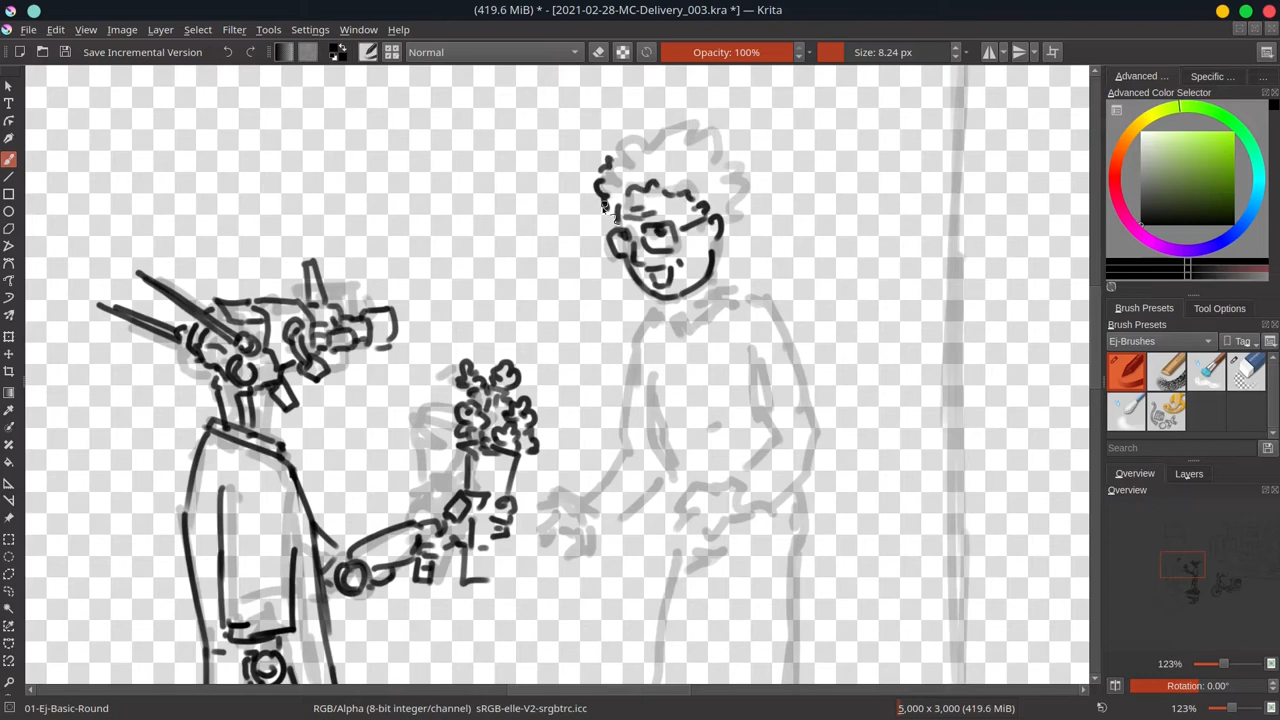 (419.6 MiB) * - [2021-02-28-MC-Delivery_003.kra *] — Krita
File Edit View Image Layer Select Filter Tools Settings Window Help
Save Incremental Version Normal Opacity: 100% Size: 8.24 px
Advanced ... Specific ... ...
Advanced Color Selector
Brush Presets Tool Options
Brush Presets
Ej-Brushes Tag
Search
Overview Layers
Overview
123%
Rotation: 0.00°
01-Ej-Basic-Round RGB/Alpha (8-bit integer/channel) sRGB-elle-V2-srgbtrc.icc 5,000 x 3,000 (419.6 MiB) 123%